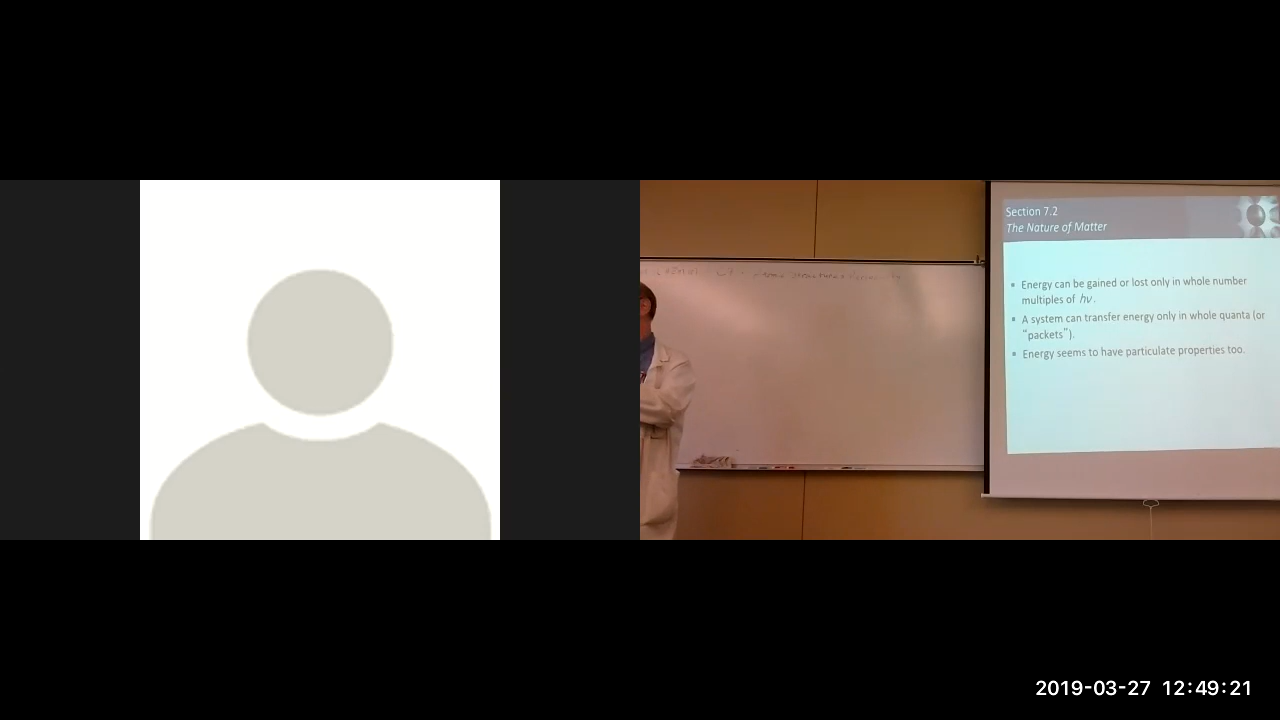 Section 7.2
The Nature of Matter
▪ Energy can be gained or lost only in whole number
multiples of hν.
▪ A system can transfer energy only in whole quanta (or
“packets”).
▪ Energy seems to have particulate properties too.
2019-03-27 12:49:21